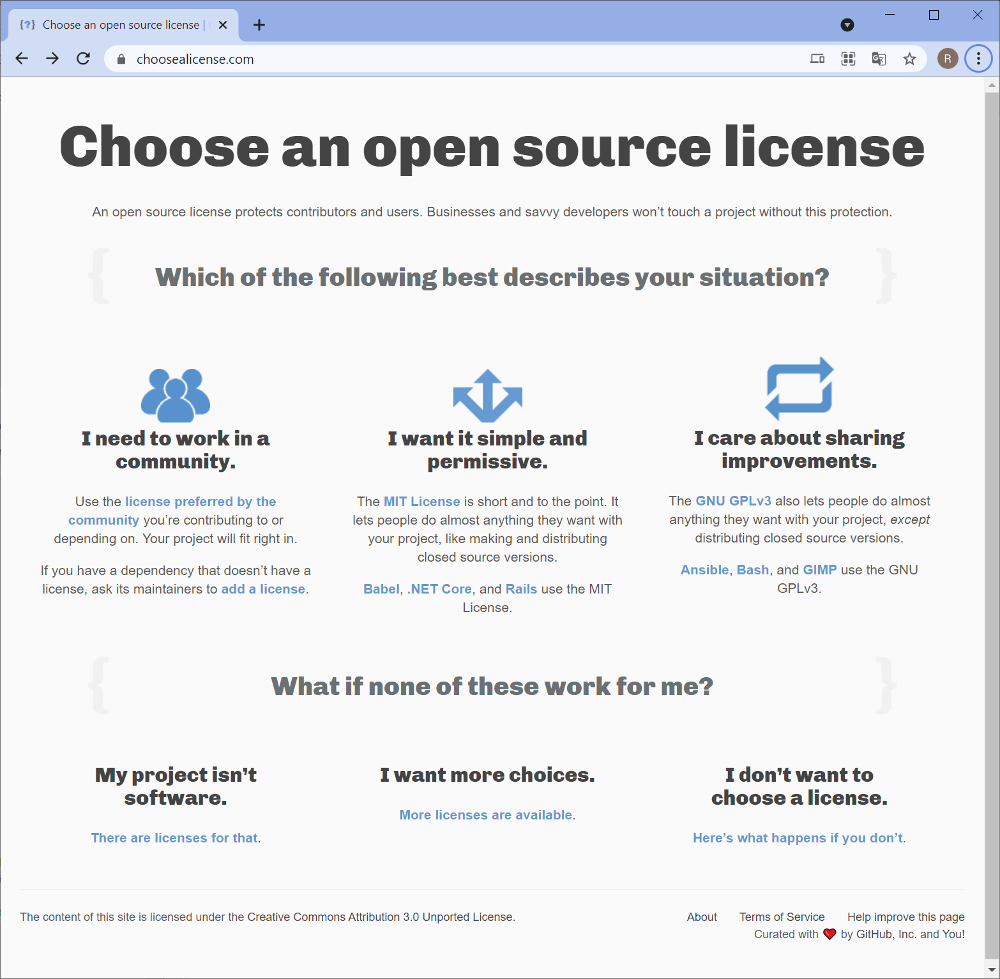 {?} Choose an open source license |
choosealicense.com
R
Choose an open source license
An open source license protects contributors and users. Businesses and savvy developers won’t touch a project without this protection.
{ Which of the following best describes your situation? }
I need to work in a
community.
Use the license preferred by the
community you’re contributing to or
depending on. Your project will fit right in.
If you have a dependency that doesn’t have a
license, ask its maintainers to add a license.
I want it simple and
permissive.
The MIT License is short and to the point. It
lets people do almost anything they want with
your project, like making and distributing
closed source versions.
Babel, .NET Core, and Rails use the MIT
License.
I care about sharing
improvements.
The GNU GPLv3 also lets people do almost
anything they want with your project, except
distributing closed source versions.
Ansible, Bash, and GIMP use the GNU
GPLv3.
{ What if none of these work for me? }
My project isn’t
software.
There are licenses for that.
I want more choices.
More licenses are available.
I don’t want to
choose a license.
Here’s what happens if you don’t.
The content of this site is licensed under the Creative Commons Attribution 3.0 Unported License.
About Terms of Service Help improve this page
Curated with ❤ by GitHub, Inc. and You!